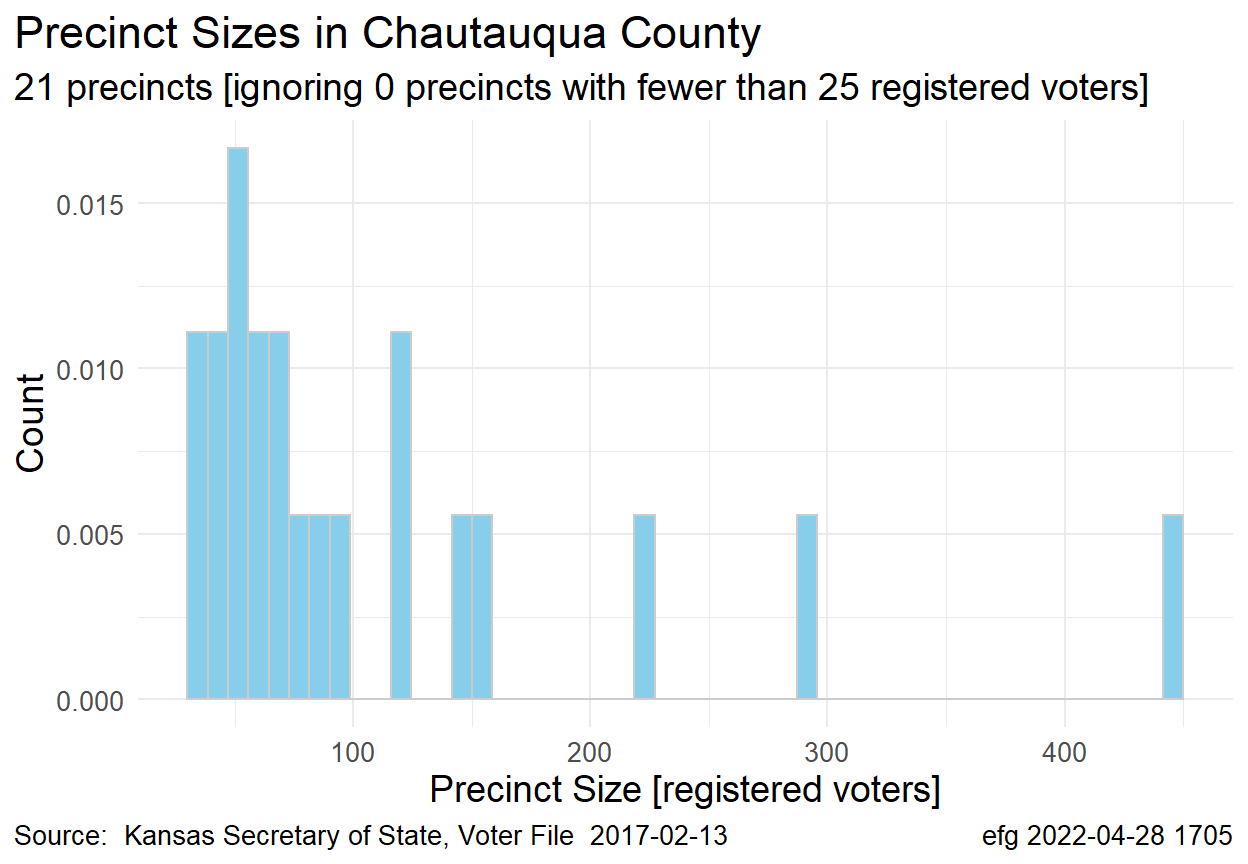 Precinct Sizes in Chautauqua County
21 precincts [ignoring 0 precincts with fewer than 25 registered voters]
Count
0.015
0.010
0.005
0.000
100 200 300 400
Precinct Size [registered voters]
Source:  Kansas Secretary of State, Voter File  2017-02-13
efg 2022-04-28 1705